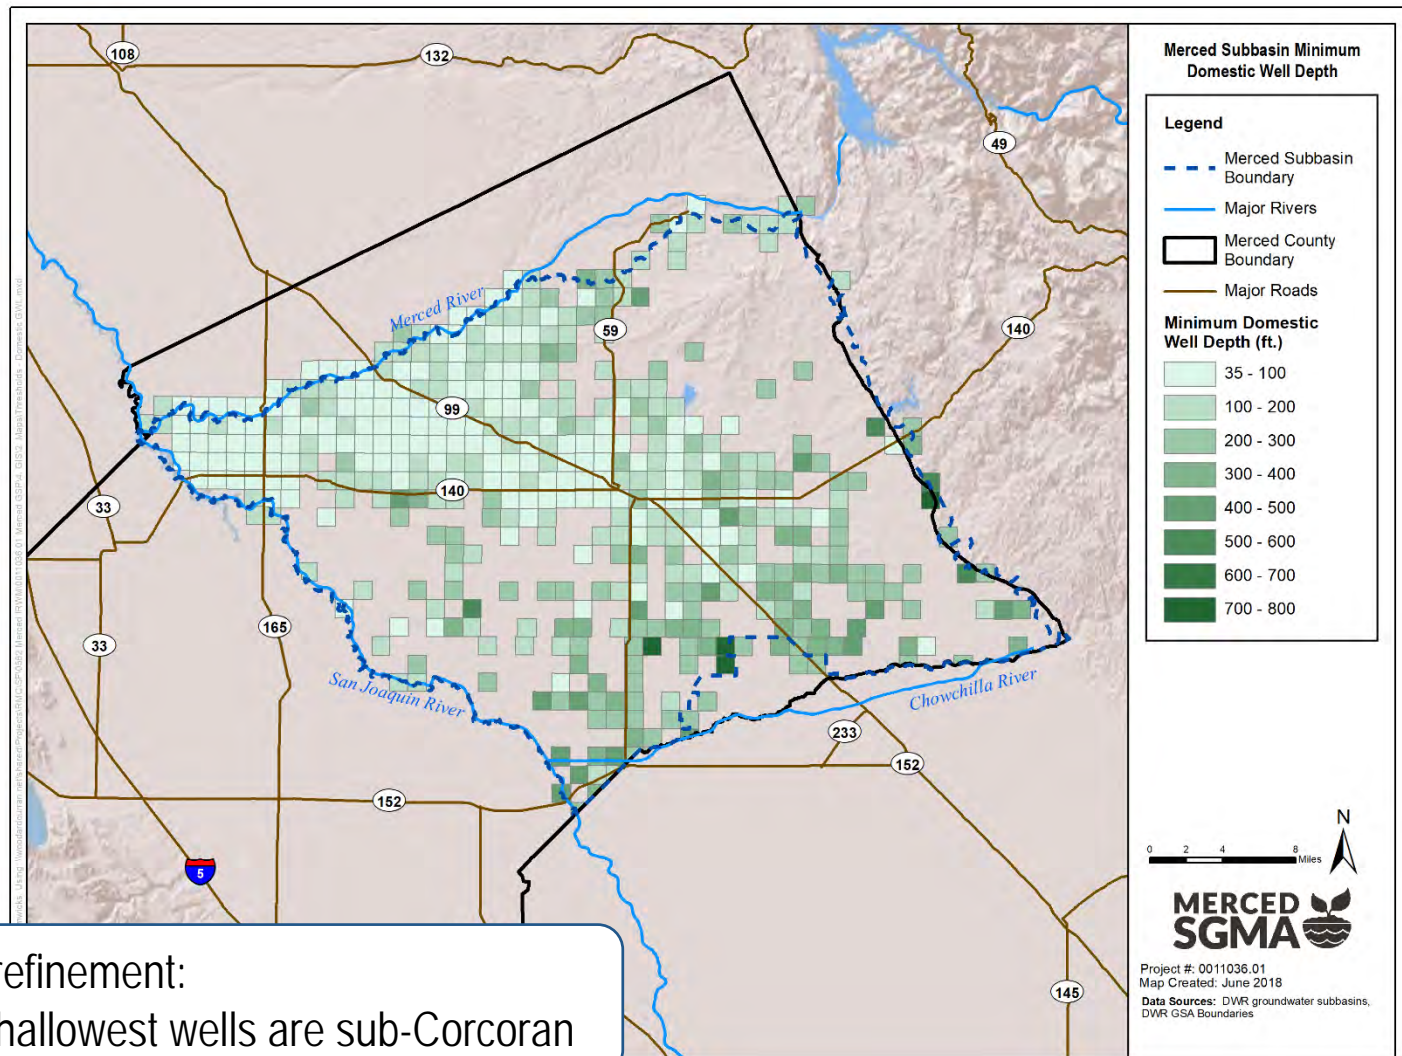 108
132
49
Merced River
59
140
99
140
33
165
33
San Joaquin River
Chowchilla River
233
152
152
5
145
Merced Subbasin Minimum
Domestic Well Depth
Legend
Merced Subbasin
Boundary
Major Rivers
Merced County
Boundary
Major Roads
Minimum Domestic
Well Depth (ft.)
35 - 100
100 - 200
200 - 300
300 - 400
400 - 500
500 - 600
600 - 700
700 - 800
N
0 2 4 8
Miles
MERCED
SGMA
Project #: 0011036.01
Map Created: June 2018
Data Sources: DWR groundwater subbasins,
DWR GSA Boundaries
refinement:
hallowest wells are sub-Corcoran